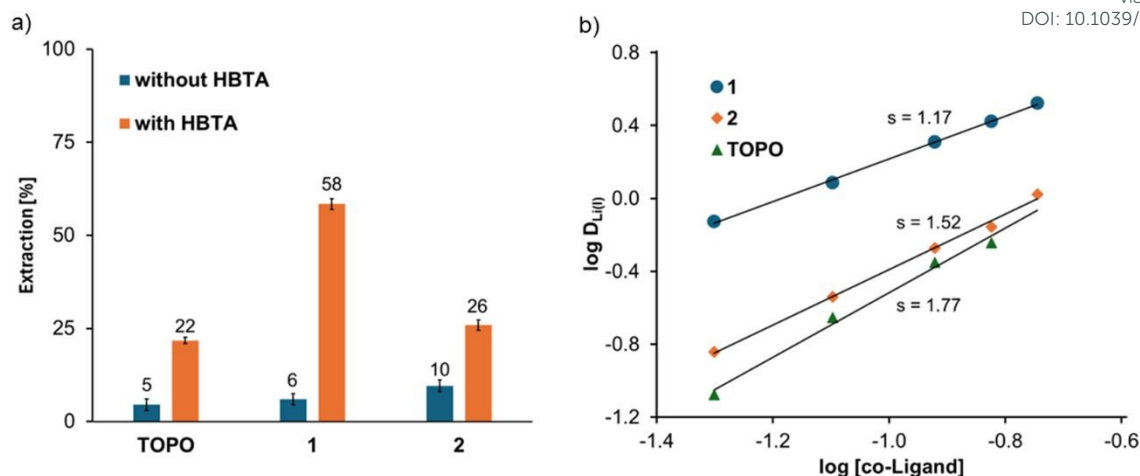 DOI: 10.1039/
a)
b)
100
75
50
25
0
Extraction [%]
without HBTA
with HBTA
5
22
6
58
10
26
TOPO
1
2
0.8
0.4
0.0
-0.4
-0.8
-1.2
log D_Li(I)
1
2
TOPO
s = 1.17
s = 1.52
s = 1.77
-1.4
-1.2
-1.0
-0.8
-0.6
log [co-Ligand]